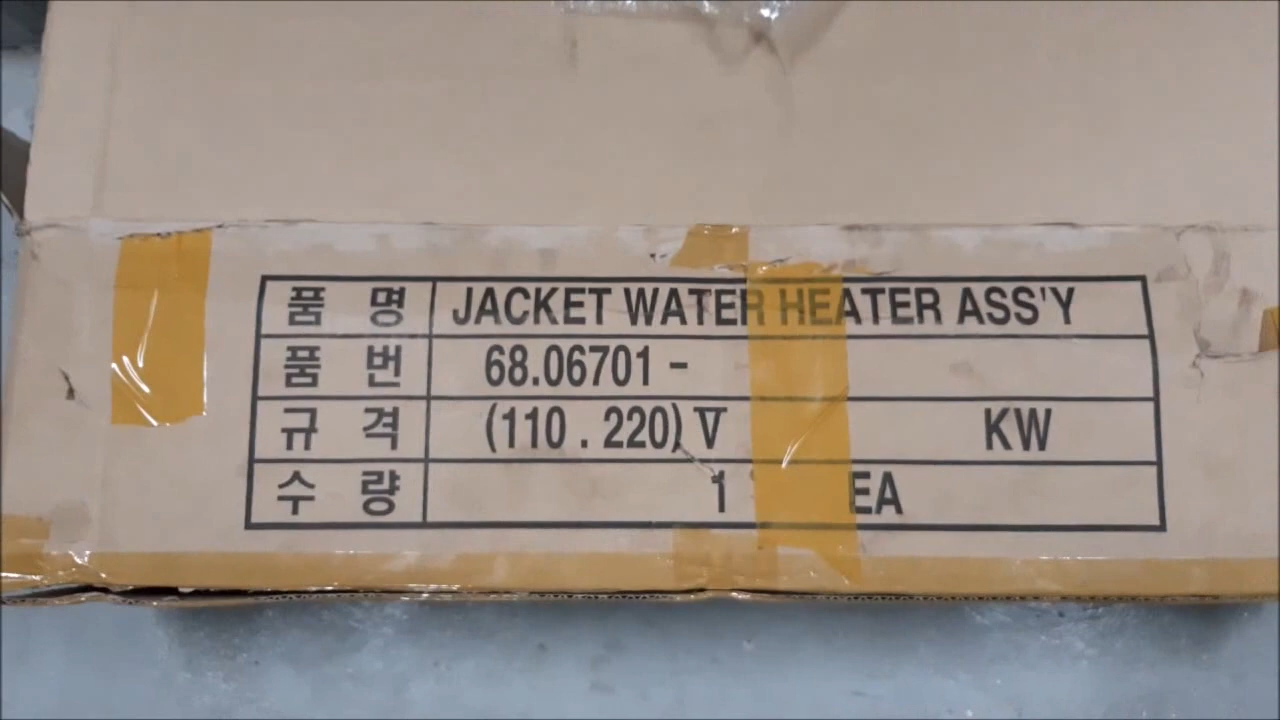 품 명 JACKET WATER HEATER ASS'Y
품 번 68.06701 -
규 격 (110 . 220) V KW
수 량 1 EA